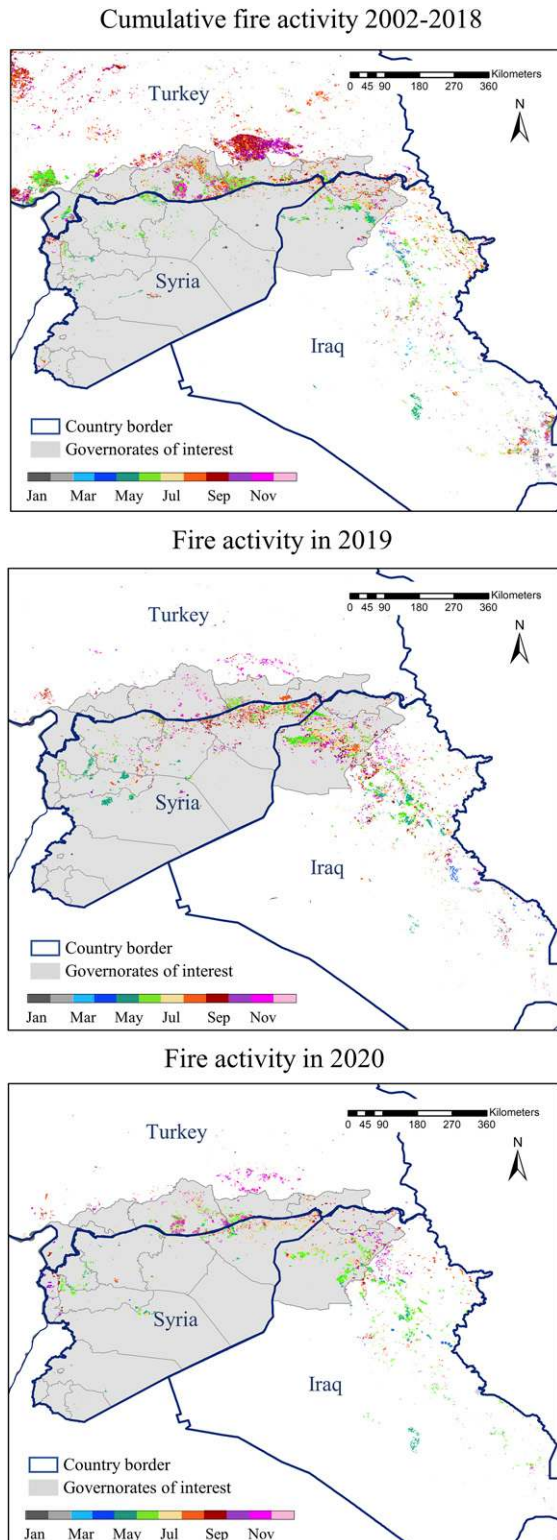 Cumulative fire activity 2002-2018
Kilometers
0 45 90 180 270 360
N
Turkey
Syria
Iraq
Country border
Governorates of interest
Jan Mar May Jul Sep Nov
Fire activity in 2019
Kilometers
0 45 90 180 270 360
N
Turkey
Syria
Iraq
Country border
Governorates of interest
Jan Mar May Jul Sep Nov
Fire activity in 2020
Kilometers
0 45 90 180 270 360
N
Turkey
Syria
Iraq
Country border
Governorates of interest
Jan Mar May Jul Sep Nov